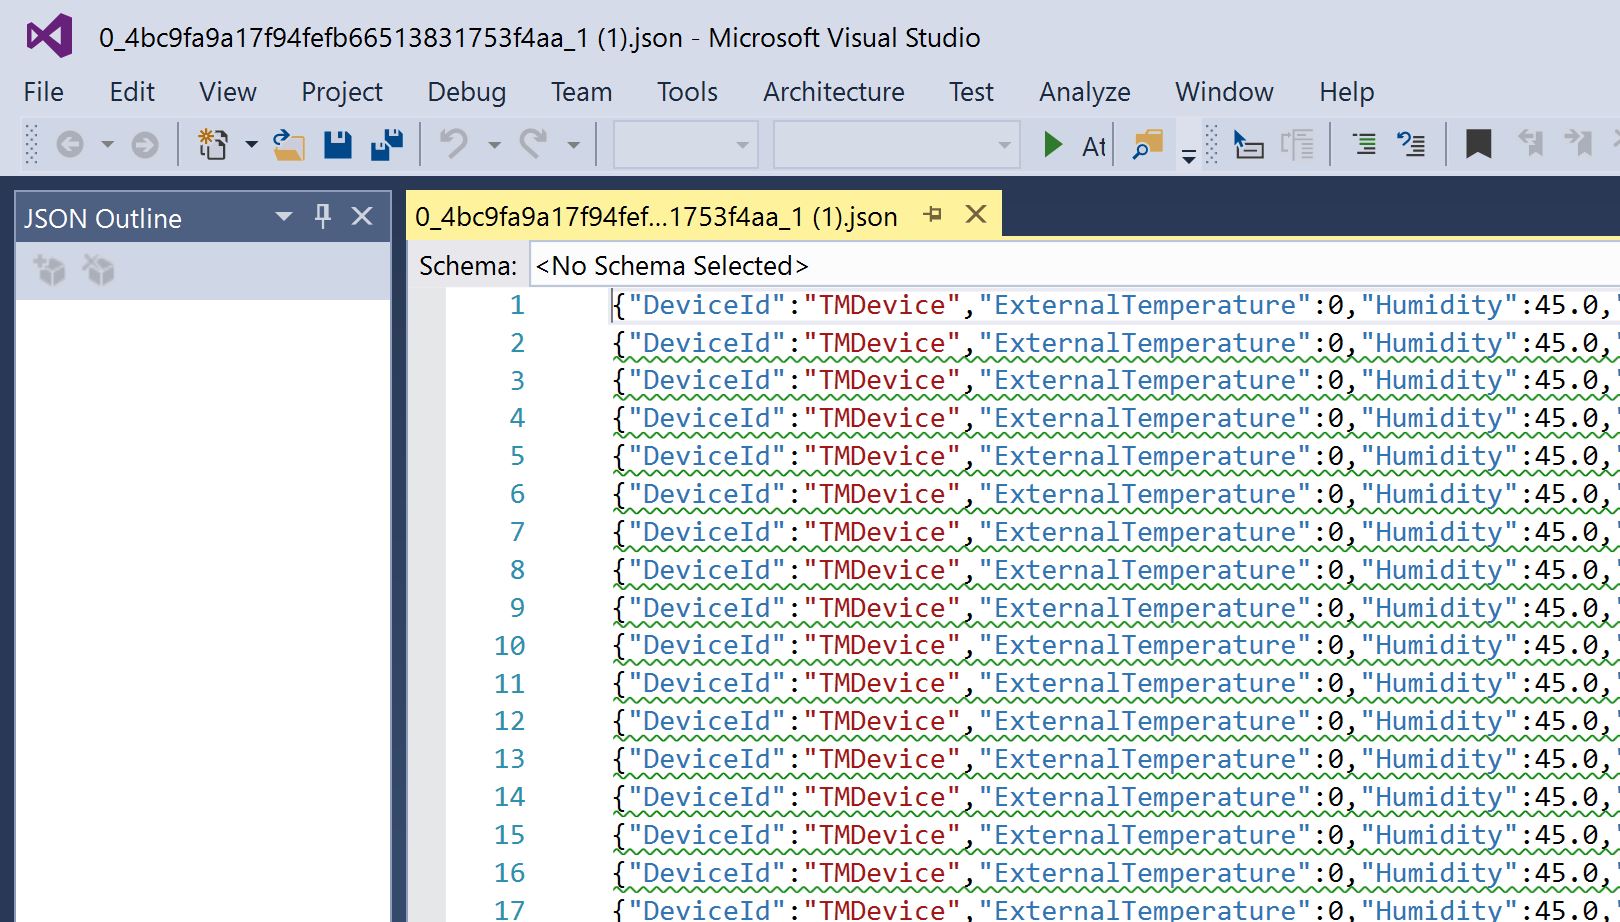 0_4bc9fa9a17f94fefb66513831753f4aa_1 (1).json - Microsoft Visual Studio
File Edit View Project Debug Team Tools Architecture Test Analyze Window Help
At
JSON Outline
0_4bc9fa9a17f94fef...1753f4aa_1 (1).json
Schema: <No Schema Selected>
1 {"DeviceId":"TMDevice","ExternalTemperature":0,"Humidity":45.0,"
2 {"DeviceId":"TMDevice","ExternalTemperature":0,"Humidity":45.0,"
3 {"DeviceId":"TMDevice","ExternalTemperature":0,"Humidity":45.0,"
4 {"DeviceId":"TMDevice","ExternalTemperature":0,"Humidity":45.0,"
5 {"DeviceId":"TMDevice","ExternalTemperature":0,"Humidity":45.0,"
6 {"DeviceId":"TMDevice","ExternalTemperature":0,"Humidity":45.0,"
7 {"DeviceId":"TMDevice","ExternalTemperature":0,"Humidity":45.0,"
8 {"DeviceId":"TMDevice","ExternalTemperature":0,"Humidity":45.0,"
9 {"DeviceId":"TMDevice","ExternalTemperature":0,"Humidity":45.0,"
10 {"DeviceId":"TMDevice","ExternalTemperature":0,"Humidity":45.0,"
11 {"DeviceId":"TMDevice","ExternalTemperature":0,"Humidity":45.0,"
12 {"DeviceId":"TMDevice","ExternalTemperature":0,"Humidity":45.0,"
13 {"DeviceId":"TMDevice","ExternalTemperature":0,"Humidity":45.0,"
14 {"DeviceId":"TMDevice","ExternalTemperature":0,"Humidity":45.0,"
15 {"DeviceId":"TMDevice","ExternalTemperature":0,"Humidity":45.0,"
16 {"DeviceId":"TMDevice","ExternalTemperature":0,"Humidity":45.0,"
17 {"DeviceId":"TMDevice","ExternalTemperature":0,"Humidity":45.0,"